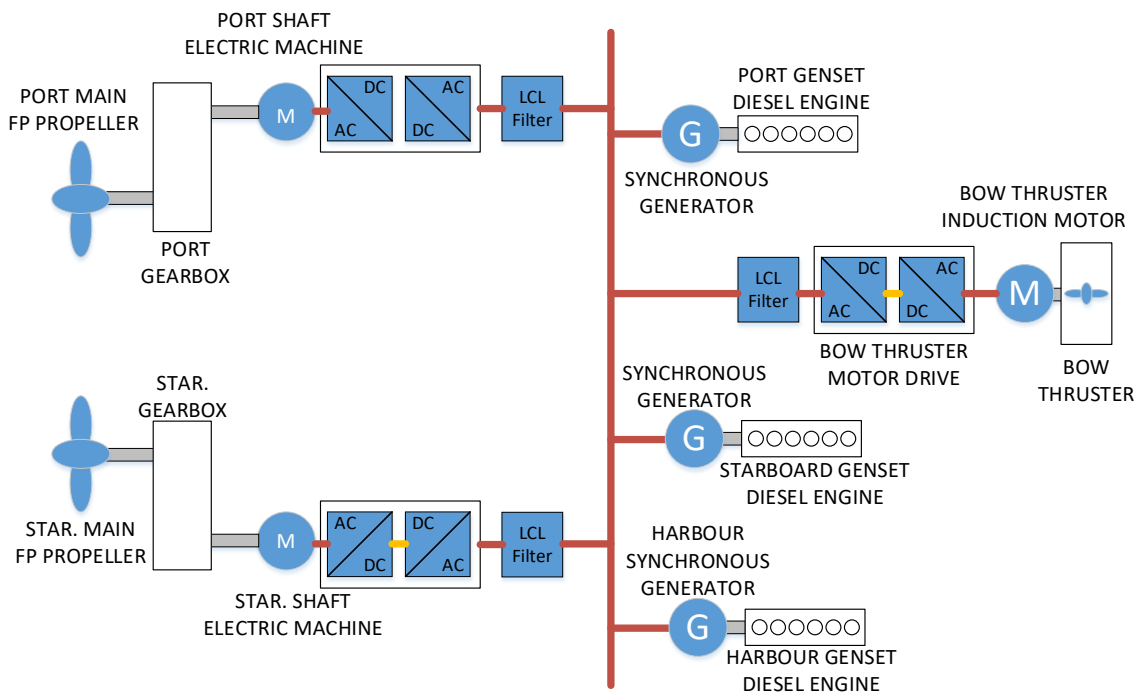 PORT SHAFT
ELECTRIC MACHINE
PORT MAIN
FP PROPELLER
M
DC
AC
AC
DC
LCL
Filter
PORT
GEARBOX
PORT GENSET
DIESEL ENGINE
G
SYNCHRONOUS
GENERATOR
BOW THRUSTER
INDUCTION MOTOR
LCL
Filter
DC
AC
AC
DC
M
BOW THRUSTER
MOTOR DRIVE
BOW
THRUSTER
STAR.
GEARBOX
STAR. MAIN
FP PROPELLER
M
AC
DC
DC
AC
LCL
Filter
STAR. SHAFT
ELECTRIC MACHINE
SYNCHRONOUS
GENERATOR
G
STARBOARD GENSET
DIESEL ENGINE
HARBOUR
SYNCHRONOUS
GENERATOR
G
HARBOUR GENSET
DIESEL ENGINE